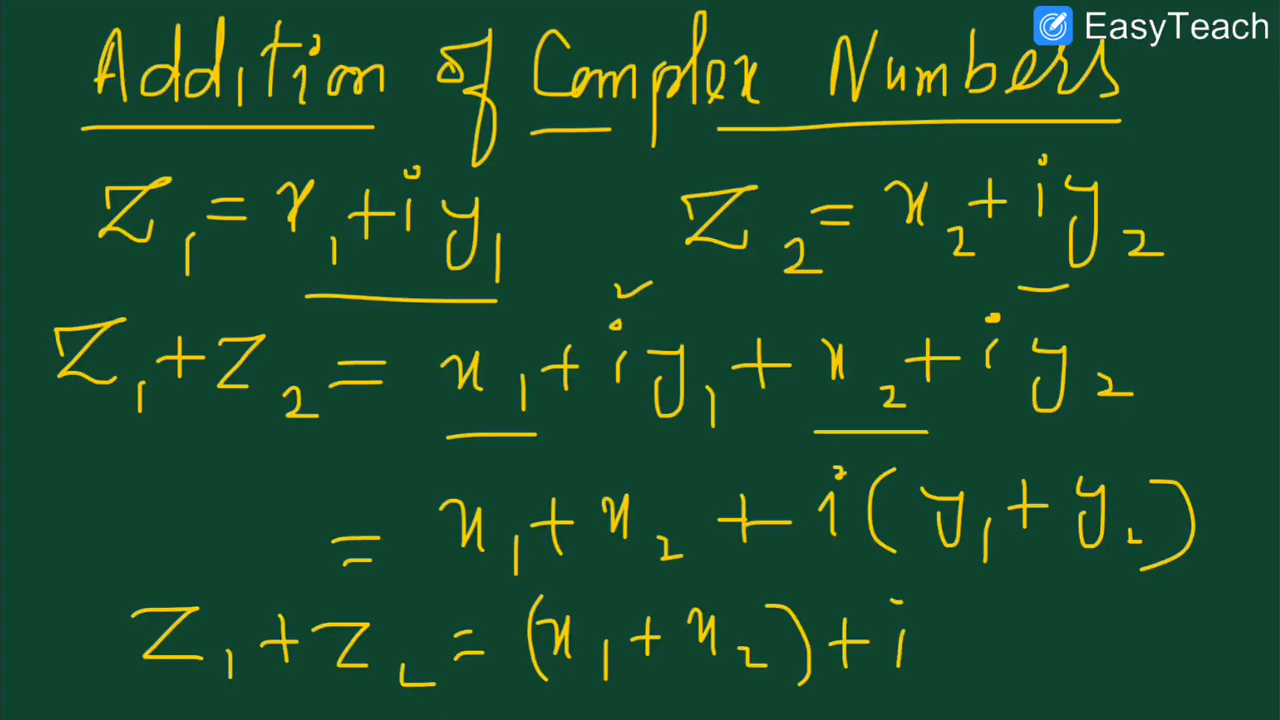 EasyTeach
Addition of Complex Numbers
Z₁ = x₁ + iy₁ Z₂ = x₂ + iy₂
Z₁ + Z₂ = x₁ + iy₁ + x₂ + iy₂
= x₁ + x₂ + i(y₁ + y₂)
Z₁ + Z₂ = (x₁ + x₂) + i